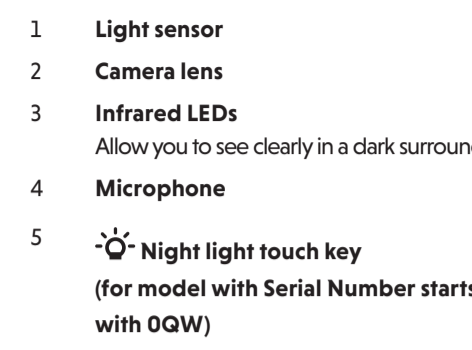 1 Light sensor
2 Camera lens
3 Infrared LEDs
Allow you to see clearly in a dark
4 Microphone
5 Night light touch key
(for model with Serial Number starts
with 0QW)